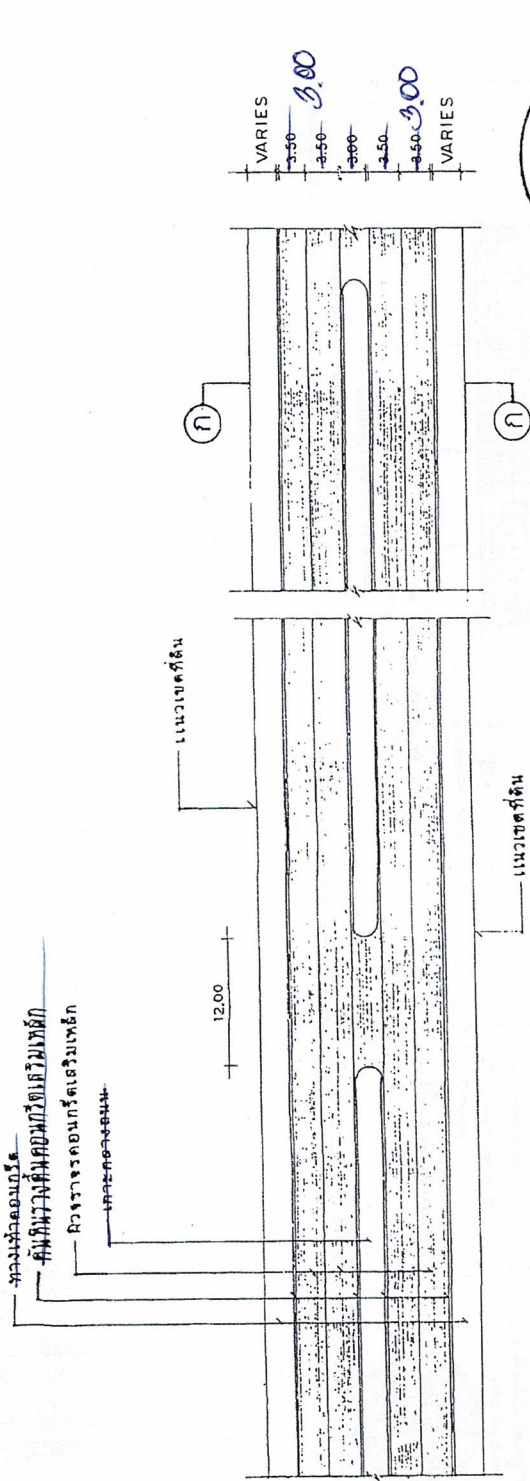 ทางเท้าคอนกรีต
คันหินรางตื้นคอนกรีตเสริมเหล็ก
ผิวจราจรคอนกรีตเสริมเหล็ก
เกาะกลางถนน
12.00
แนวเขตที่ดิน
แนวเขตที่ดิน
ก
ก
VARIES
3.50 3.00
3.50
3.00
3.50
3.50 3.00
VARIES